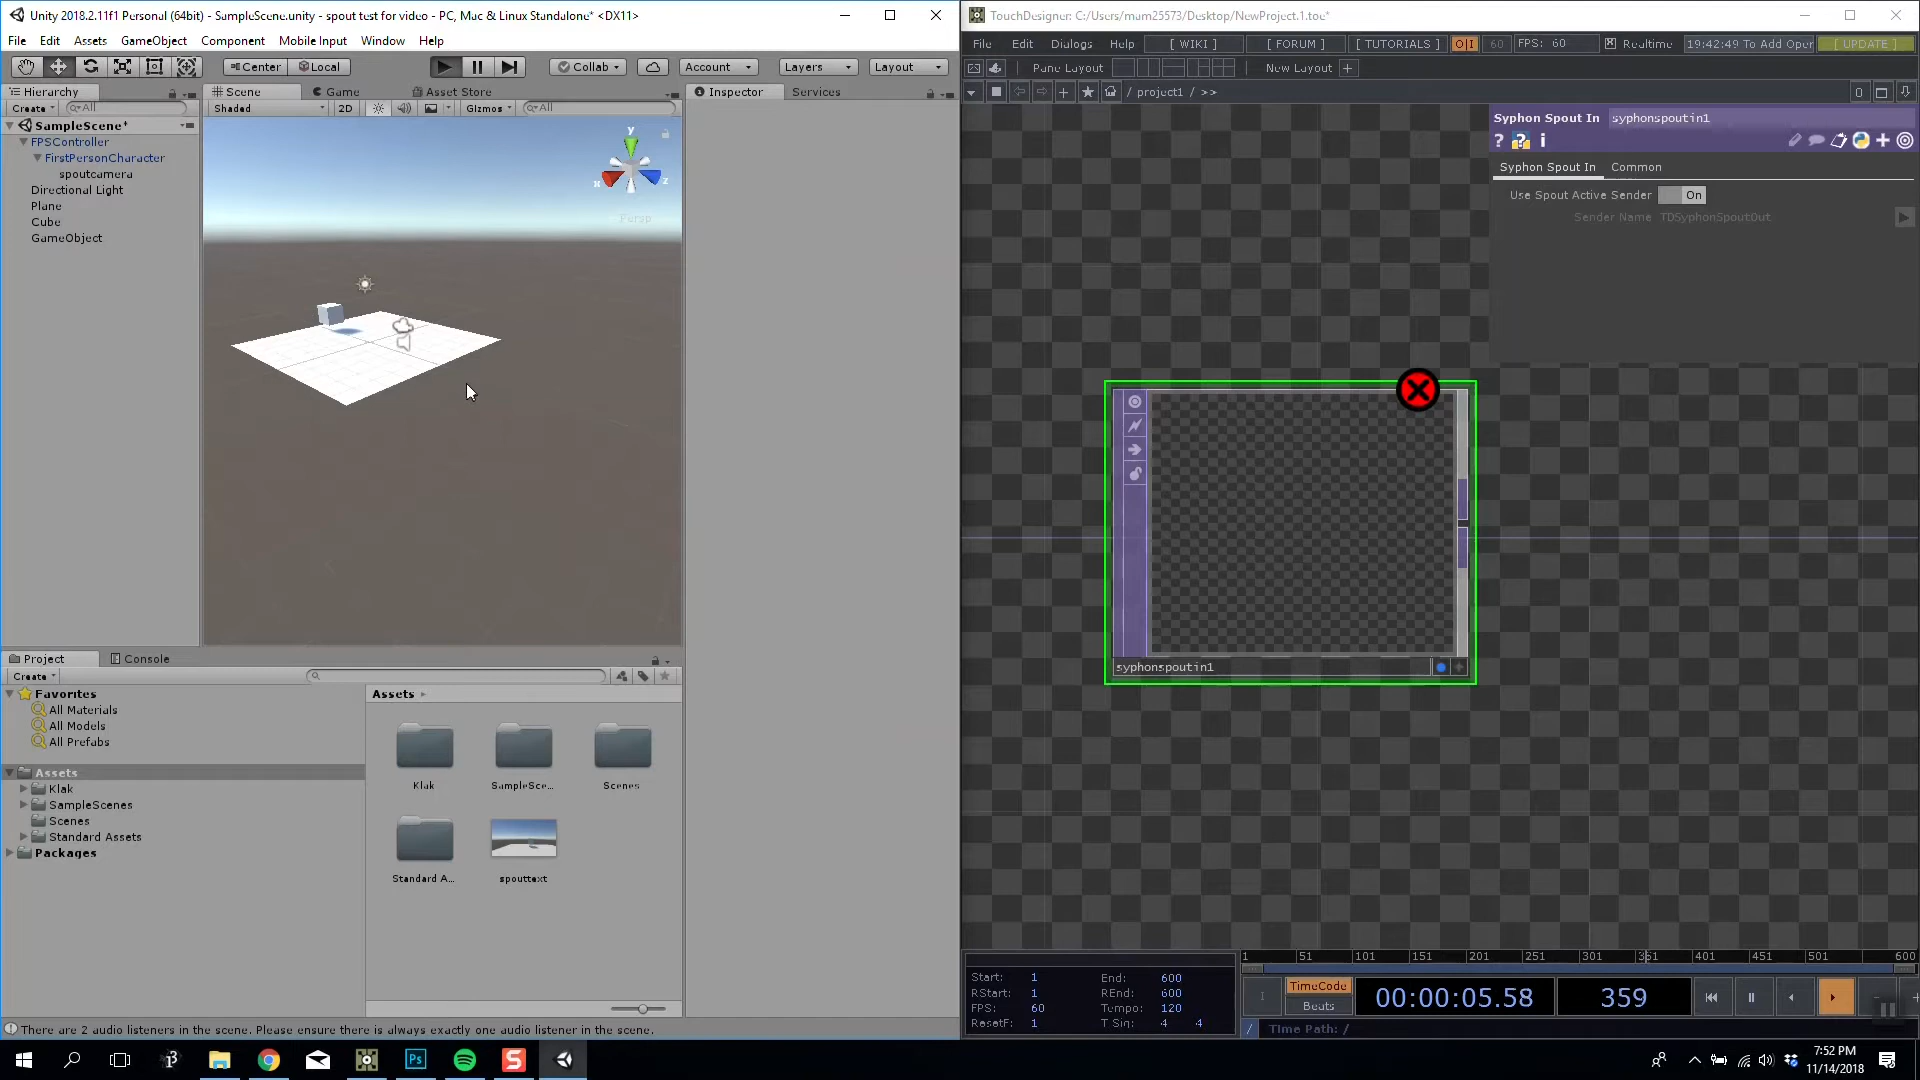 Unity 2018.2.11f1 Personal (64bit) - SampleScene.unity - spout test for video - PC, Mac & Linux Standalone* <DX11>
File Edit Assets GameObject Component Mobile Input Window Help
Center Local Collab Account Layers Layout
Hierarchy Scene Game Asset Store Inspector Services
Create All Shaded 2D Gizmos All
SampleScene*
FPSController
FirstPersonCharacter
spoutcamera
Directional Light
Plane
Cube
GameObject
y
x z
Persp
Project Console
Create
Favorites
All Materials
All Models
All Prefabs
Assets
Klak
SampleScenes
Scenes
Standard Assets
Packages
Assets
Klak SampleSce... Scenes
Standard A... spouttext
There are 2 audio listeners in the scene. Please ensure there is always exactly one audio listener in the scene.
TouchDesigner: C:/Users/mam25573/Desktop/NewProject.1.toe*
File Edit Dialogs Help [ WIKI ] [ FORUM ] [ TUTORIALS ] O|I 60 FPS: 60 Realtime 19:42:49 To Add Oper [ UPDATE ]
Pane Layout New Layout +
/ project1 / >> 0
Syphon Spout In syphonspoutin1
? i
Syphon Spout In Common
Use Spout Active Sender On
Sender Name TDSyphonSpoutOut
syphonspoutin1
Start: 1 End: 600
RStart: 1 REnd: 600
FPS: 60 Tempo: 120
ResetF: 1 T Sig: 4 4
1 51 101 151 201 251 301 361 401 451 501 600
TimeCode
Beats
00:00:05.58 359
/ Time Path: /
Ps S
7:52 PM
11/14/2018